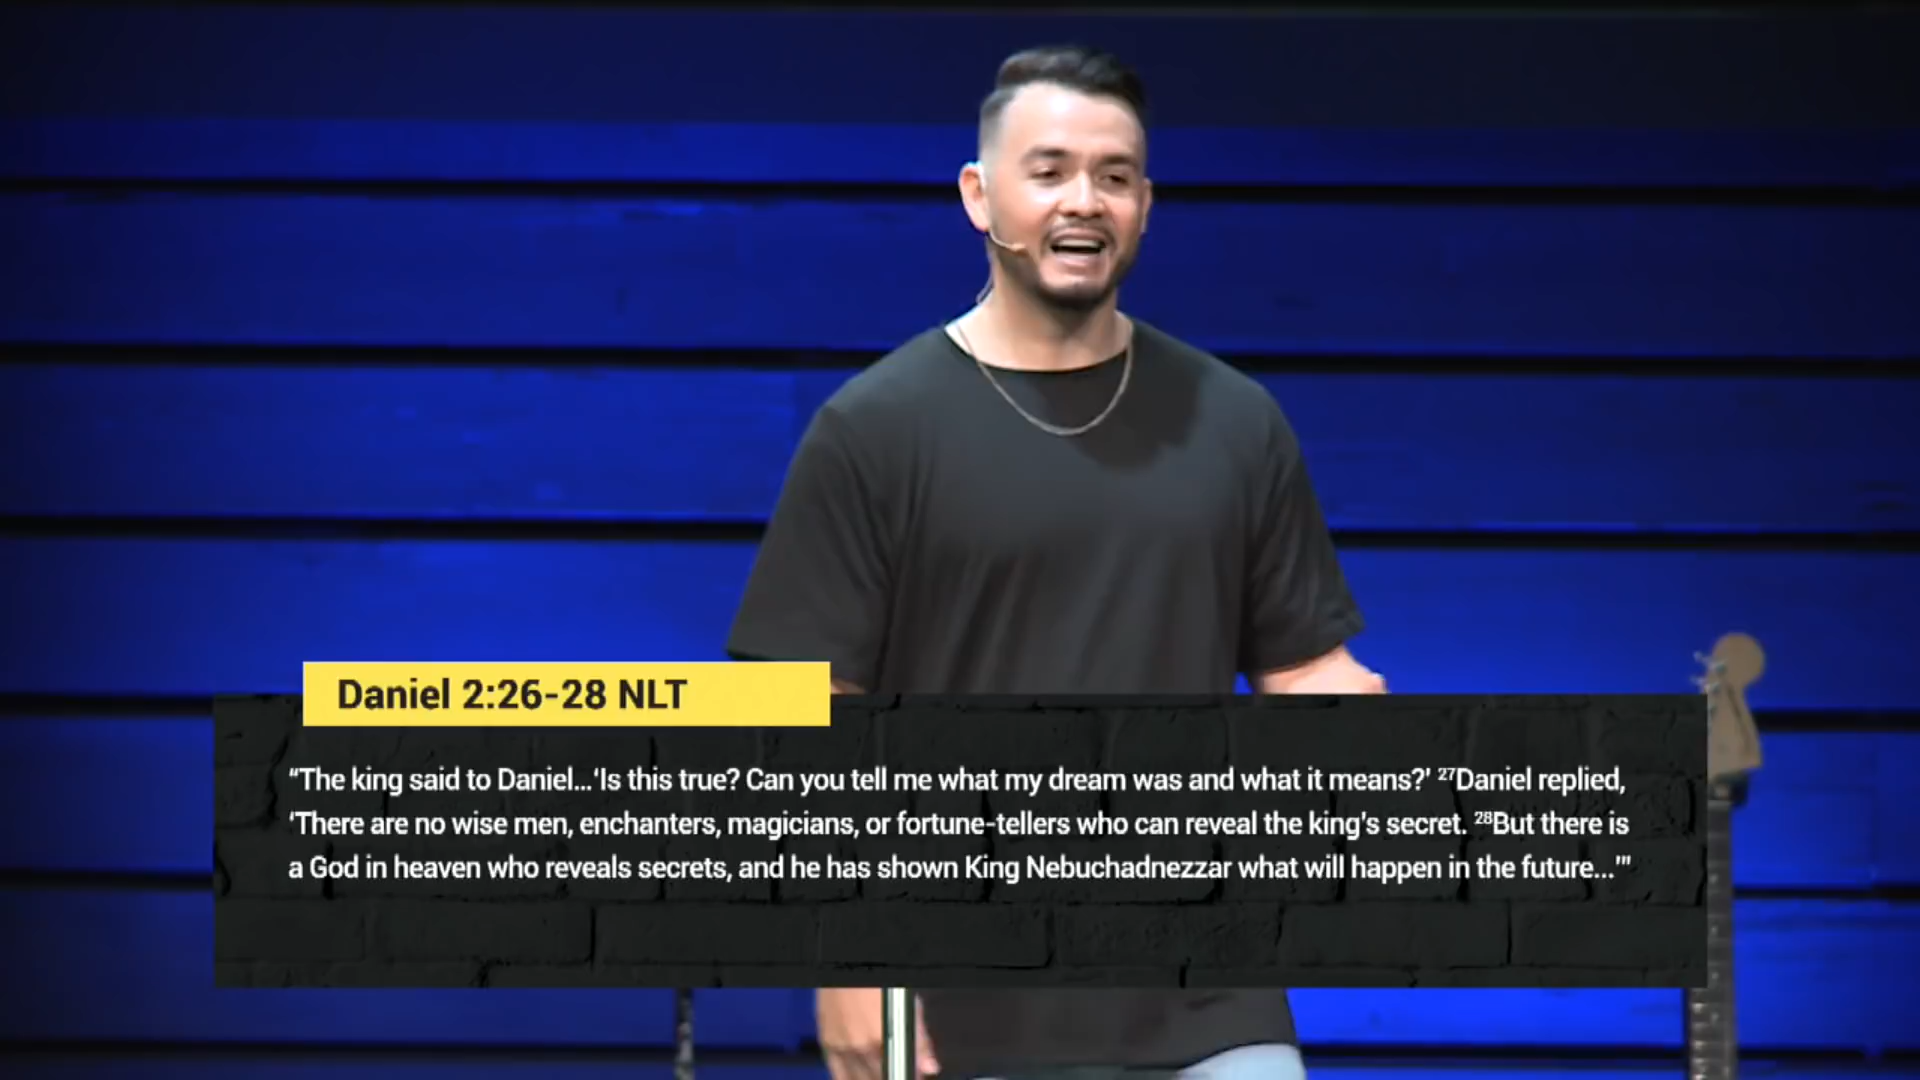 Daniel 2:26-28 NLT
“The king said to Daniel...‘Is this true? Can you tell me what my dream was and what it means?’ ²⁷Daniel replied,
‘There are no wise men, enchanters, magicians, or fortune-tellers who can reveal the king’s secret. ²⁸But there is
a God in heaven who reveals secrets, and he has shown King Nebuchadnezzar what will happen in the future...’”